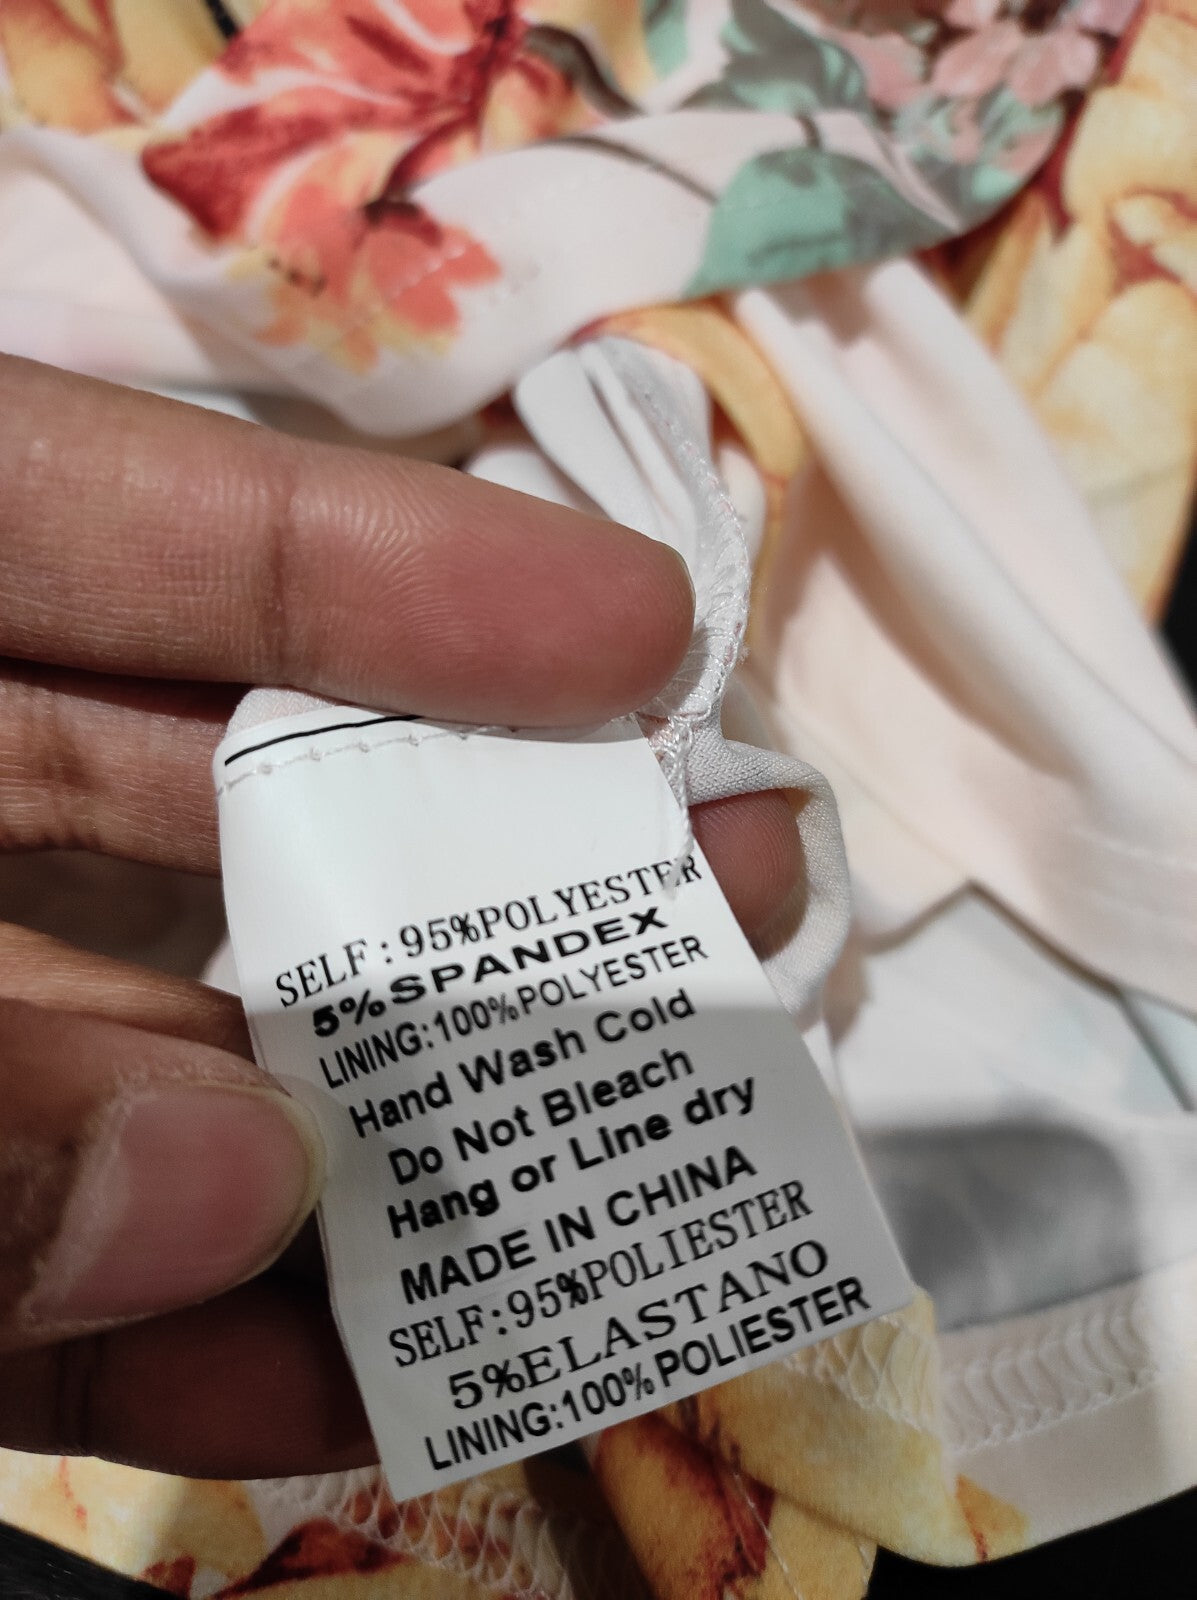 SELF:95%POLYESTER
5%SPANDEX
LINING:100%POLYESTER
Hand Wash Cold
Do Not Bleach
Hang or Line dry
MADE IN CHINA
SELF:95%POLIESTER
5%ELASTANO
LINING:100%POLIESTER